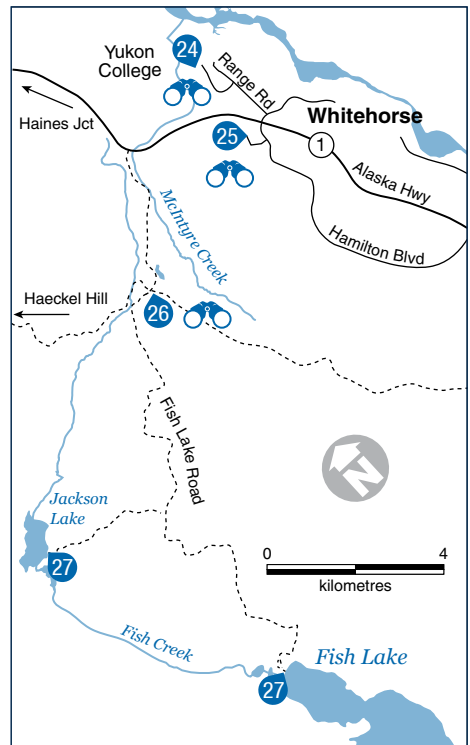 Yukon
College
24
Range Rd
Whitehorse
Haines Jct
25
1
Alaska Hwy
McIntyre Creek
Hamilton Blvd
Haeckel Hill
26
Fish Lake Road
N
Jackson
Lake
0 4
kilometres
27
Fish Creek
Fish Lake
27